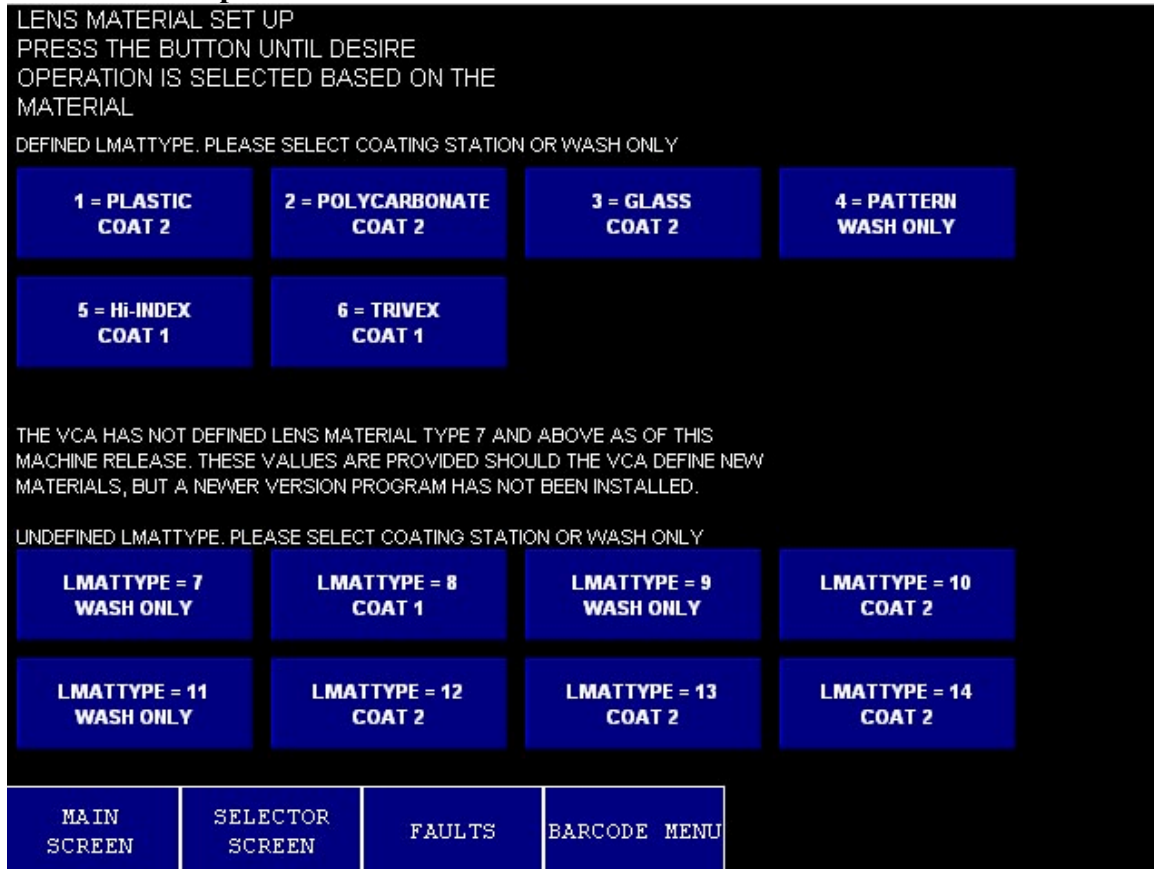 LENS MATERIAL SET UP
PRESS THE BUTTON UNTIL DESIRE
OPERATION IS SELECTED BASED ON THE
MATERIAL
DEFINED LMATTYPE. PLEASE SELECT COATING STATION OR WASH ONLY
1 = PLASTIC
COAT 2
2 = POLYCARBONATE
COAT 2
3 = GLASS
COAT 2
4 = PATTERN
WASH ONLY
5 = Hi-INDEX
COAT 1
6 = TRIVEX
COAT 1
THE VCA HAS NOT DEFINED LENS MATERIAL TYPE 7 AND ABOVE AS OF THIS
MACHINE RELEASE. THESE VALUES ARE PROVIDED SHOULD THE VCA DEFINE NEW
MATERIALS, BUT A NEWER VERSION PROGRAM HAS NOT BEEN INSTALLED.
UNDEFINED LMATTYPE. PLEASE SELECT COATING STATION OR WASH ONLY
LMATTYPE = 7
WASH ONLY
LMATTYPE = 8
COAT 1
LMATTYPE = 9
WASH ONLY
LMATTYPE = 10
COAT 2
LMATTYPE = 11
WASH ONLY
LMATTYPE = 12
COAT 2
LMATTYPE = 13
COAT 2
LMATTYPE = 14
COAT 2
MAIN
SCREEN
SELECTOR
SCREEN
FAULTS
BARCODE MENU